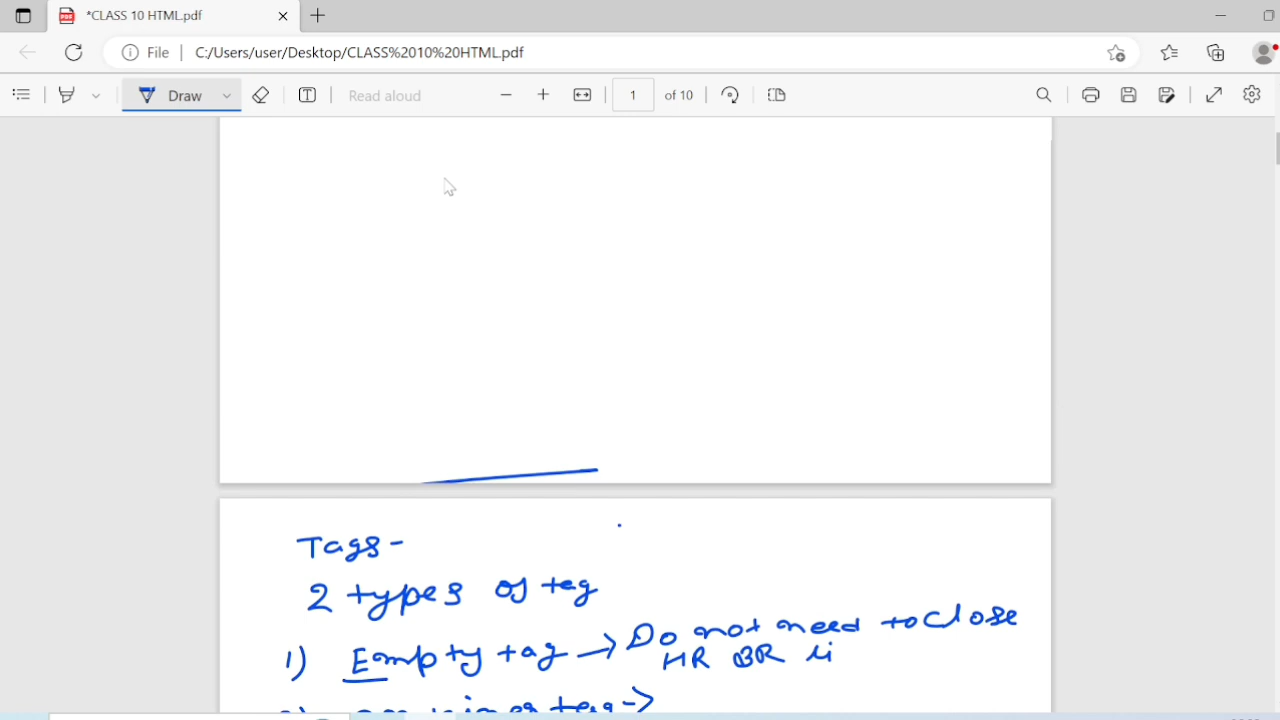 *CLASS 10 HTML.pdf
File | C:/Users/user/Desktop/CLASS%2010%20HTML.pdf
Draw
Read aloud
1 of 10
Tags -
2 types of tag
1) Empty tag → Do not need to close
HR BR li